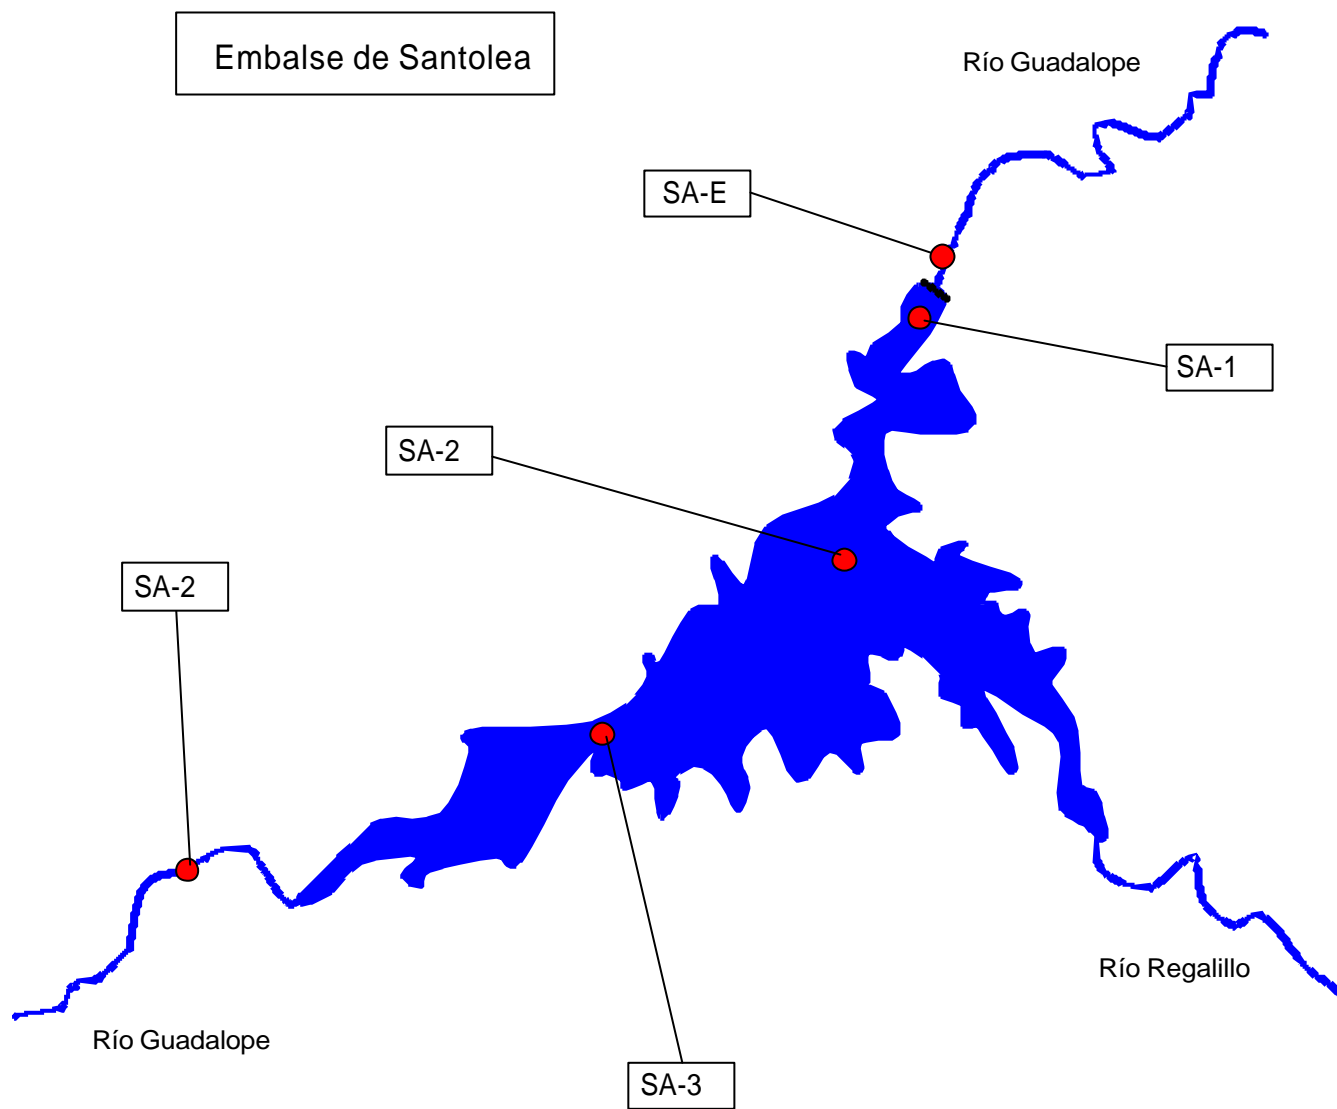 Embalse de Santolea
Río Guadalope
SA-E
SA-1
SA-2
SA-2
Río Regalillo
Río Guadalope
SA-3